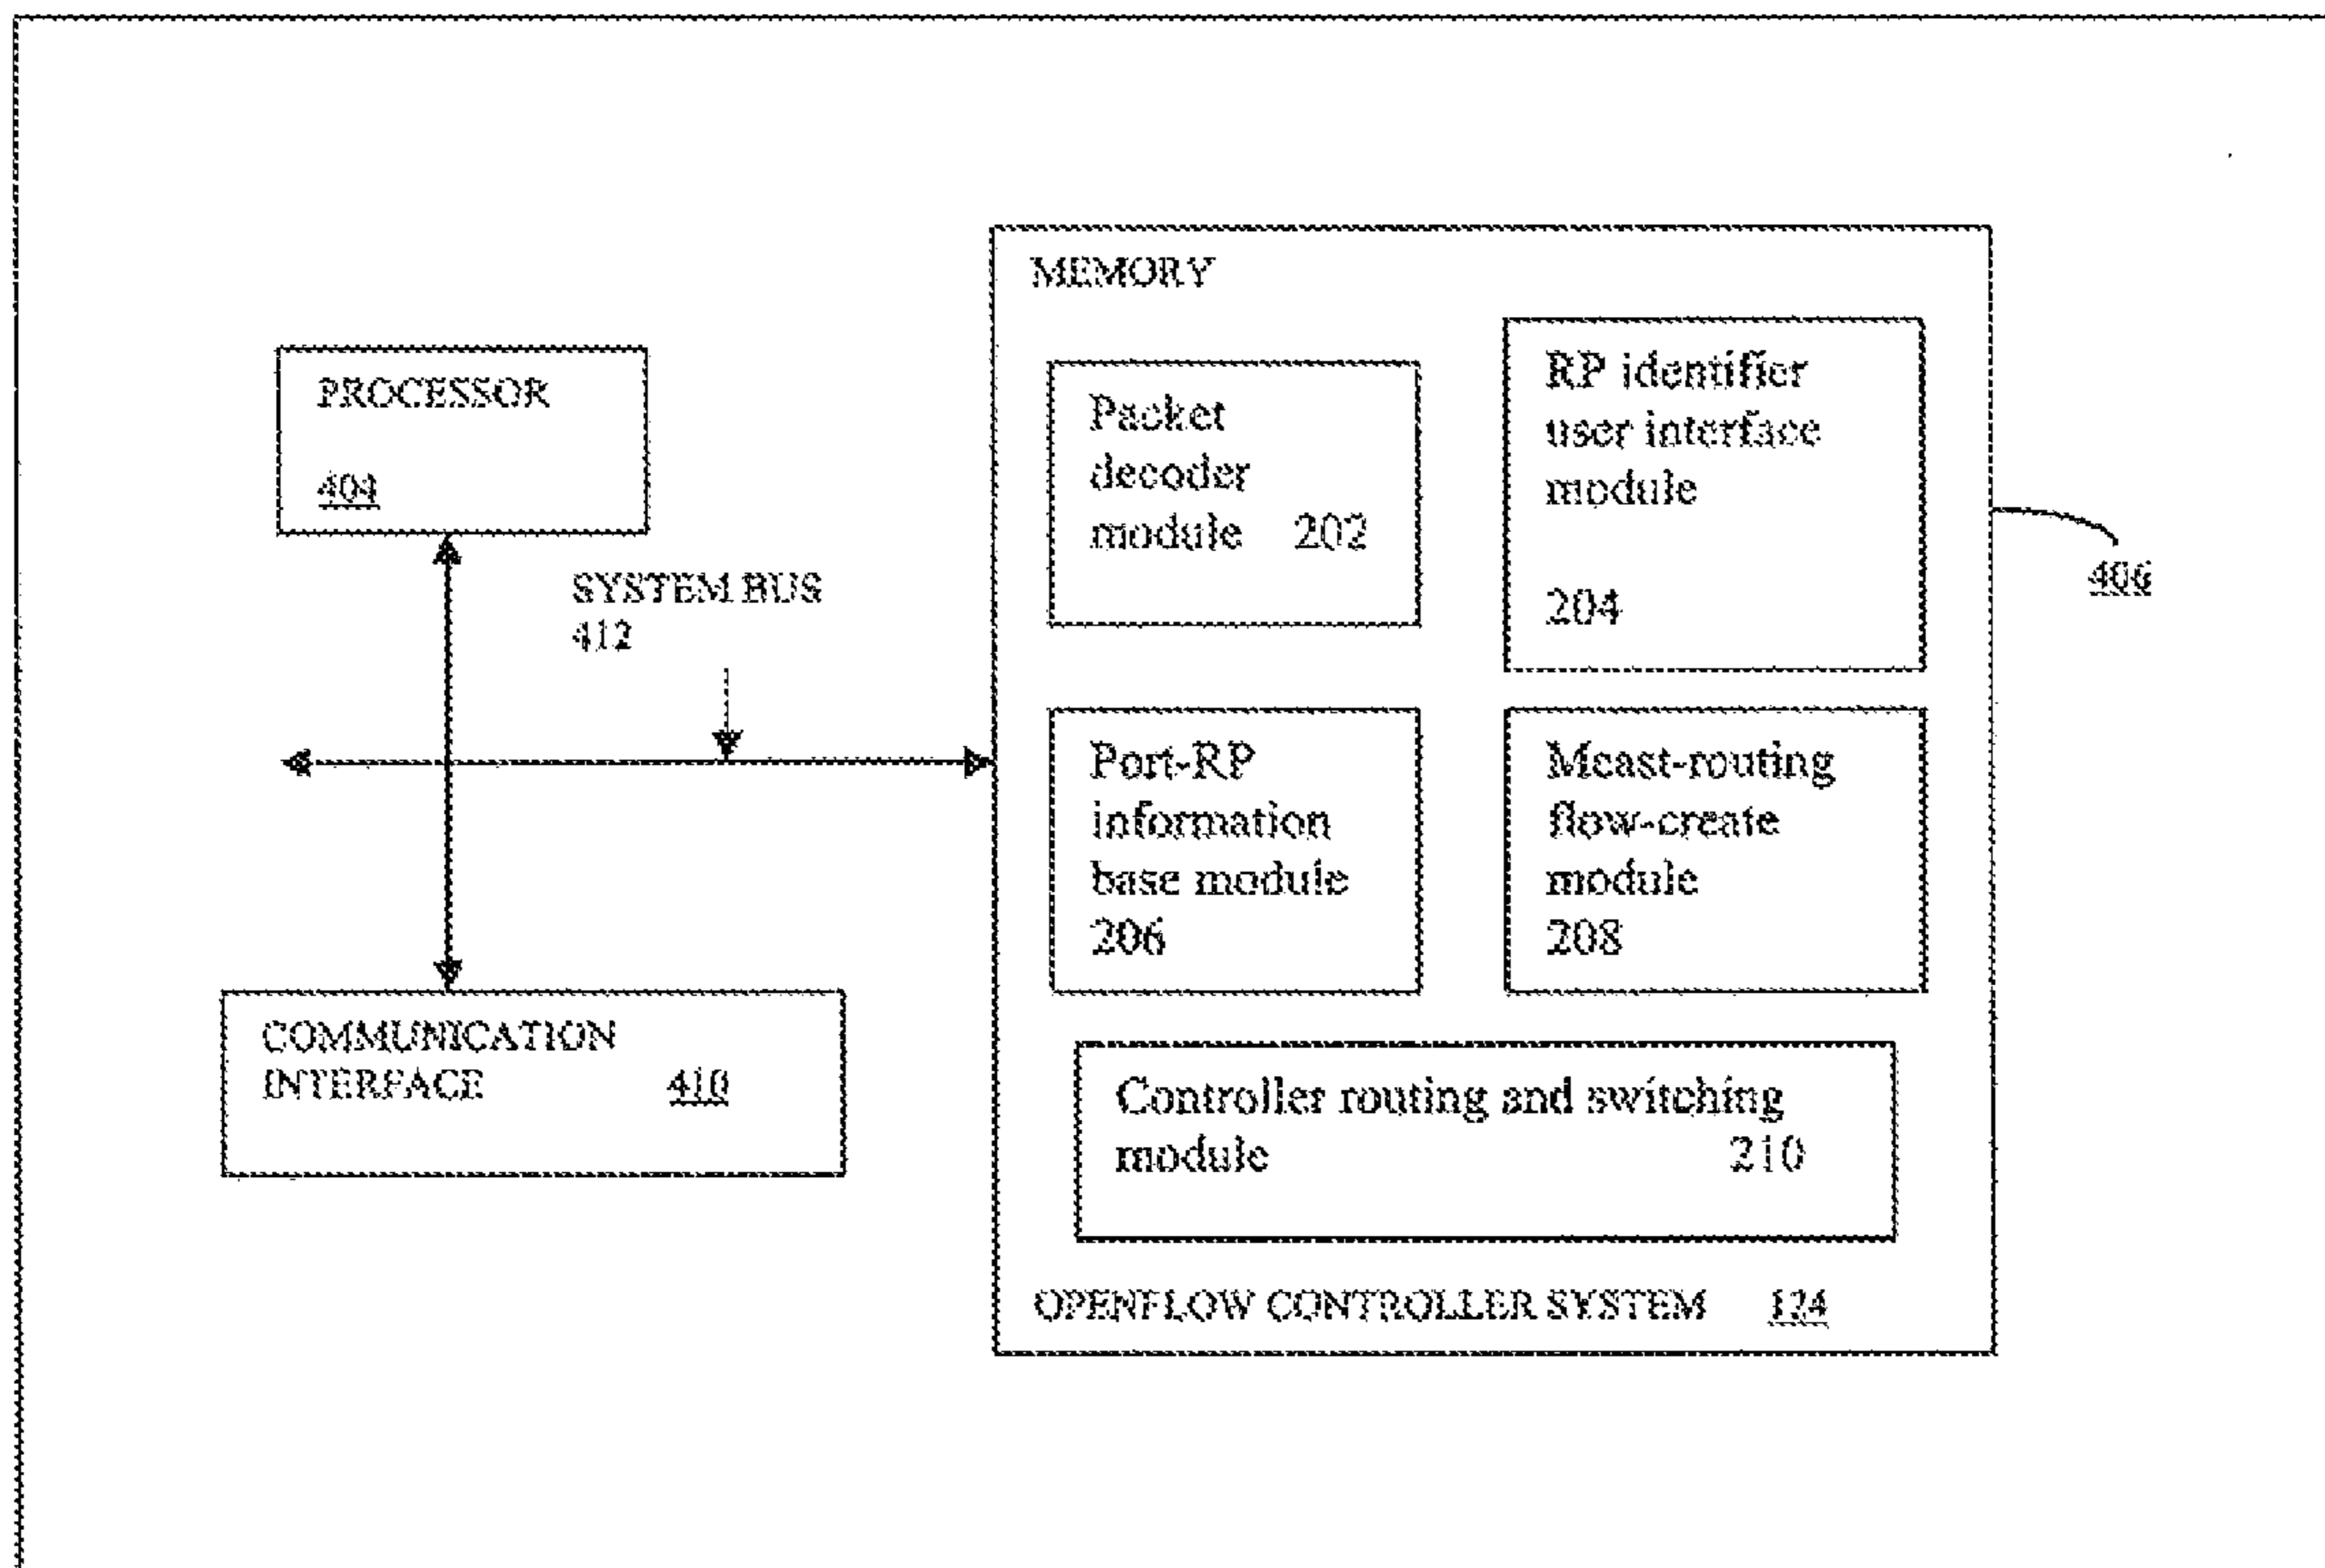 MEMORY
PROCESSOR
404
SYSTEM BUS
412
Packet
decoder
module 202
RP identifier
user interface
module
204
406
Port-RP
information
base module
206
Mcast-routing
flow-create
module
208
COMMUNICATION
INTERFACE 410
Controller routing and switching
module 210
OPENFLOW CONTROLLER SYSTEM 124